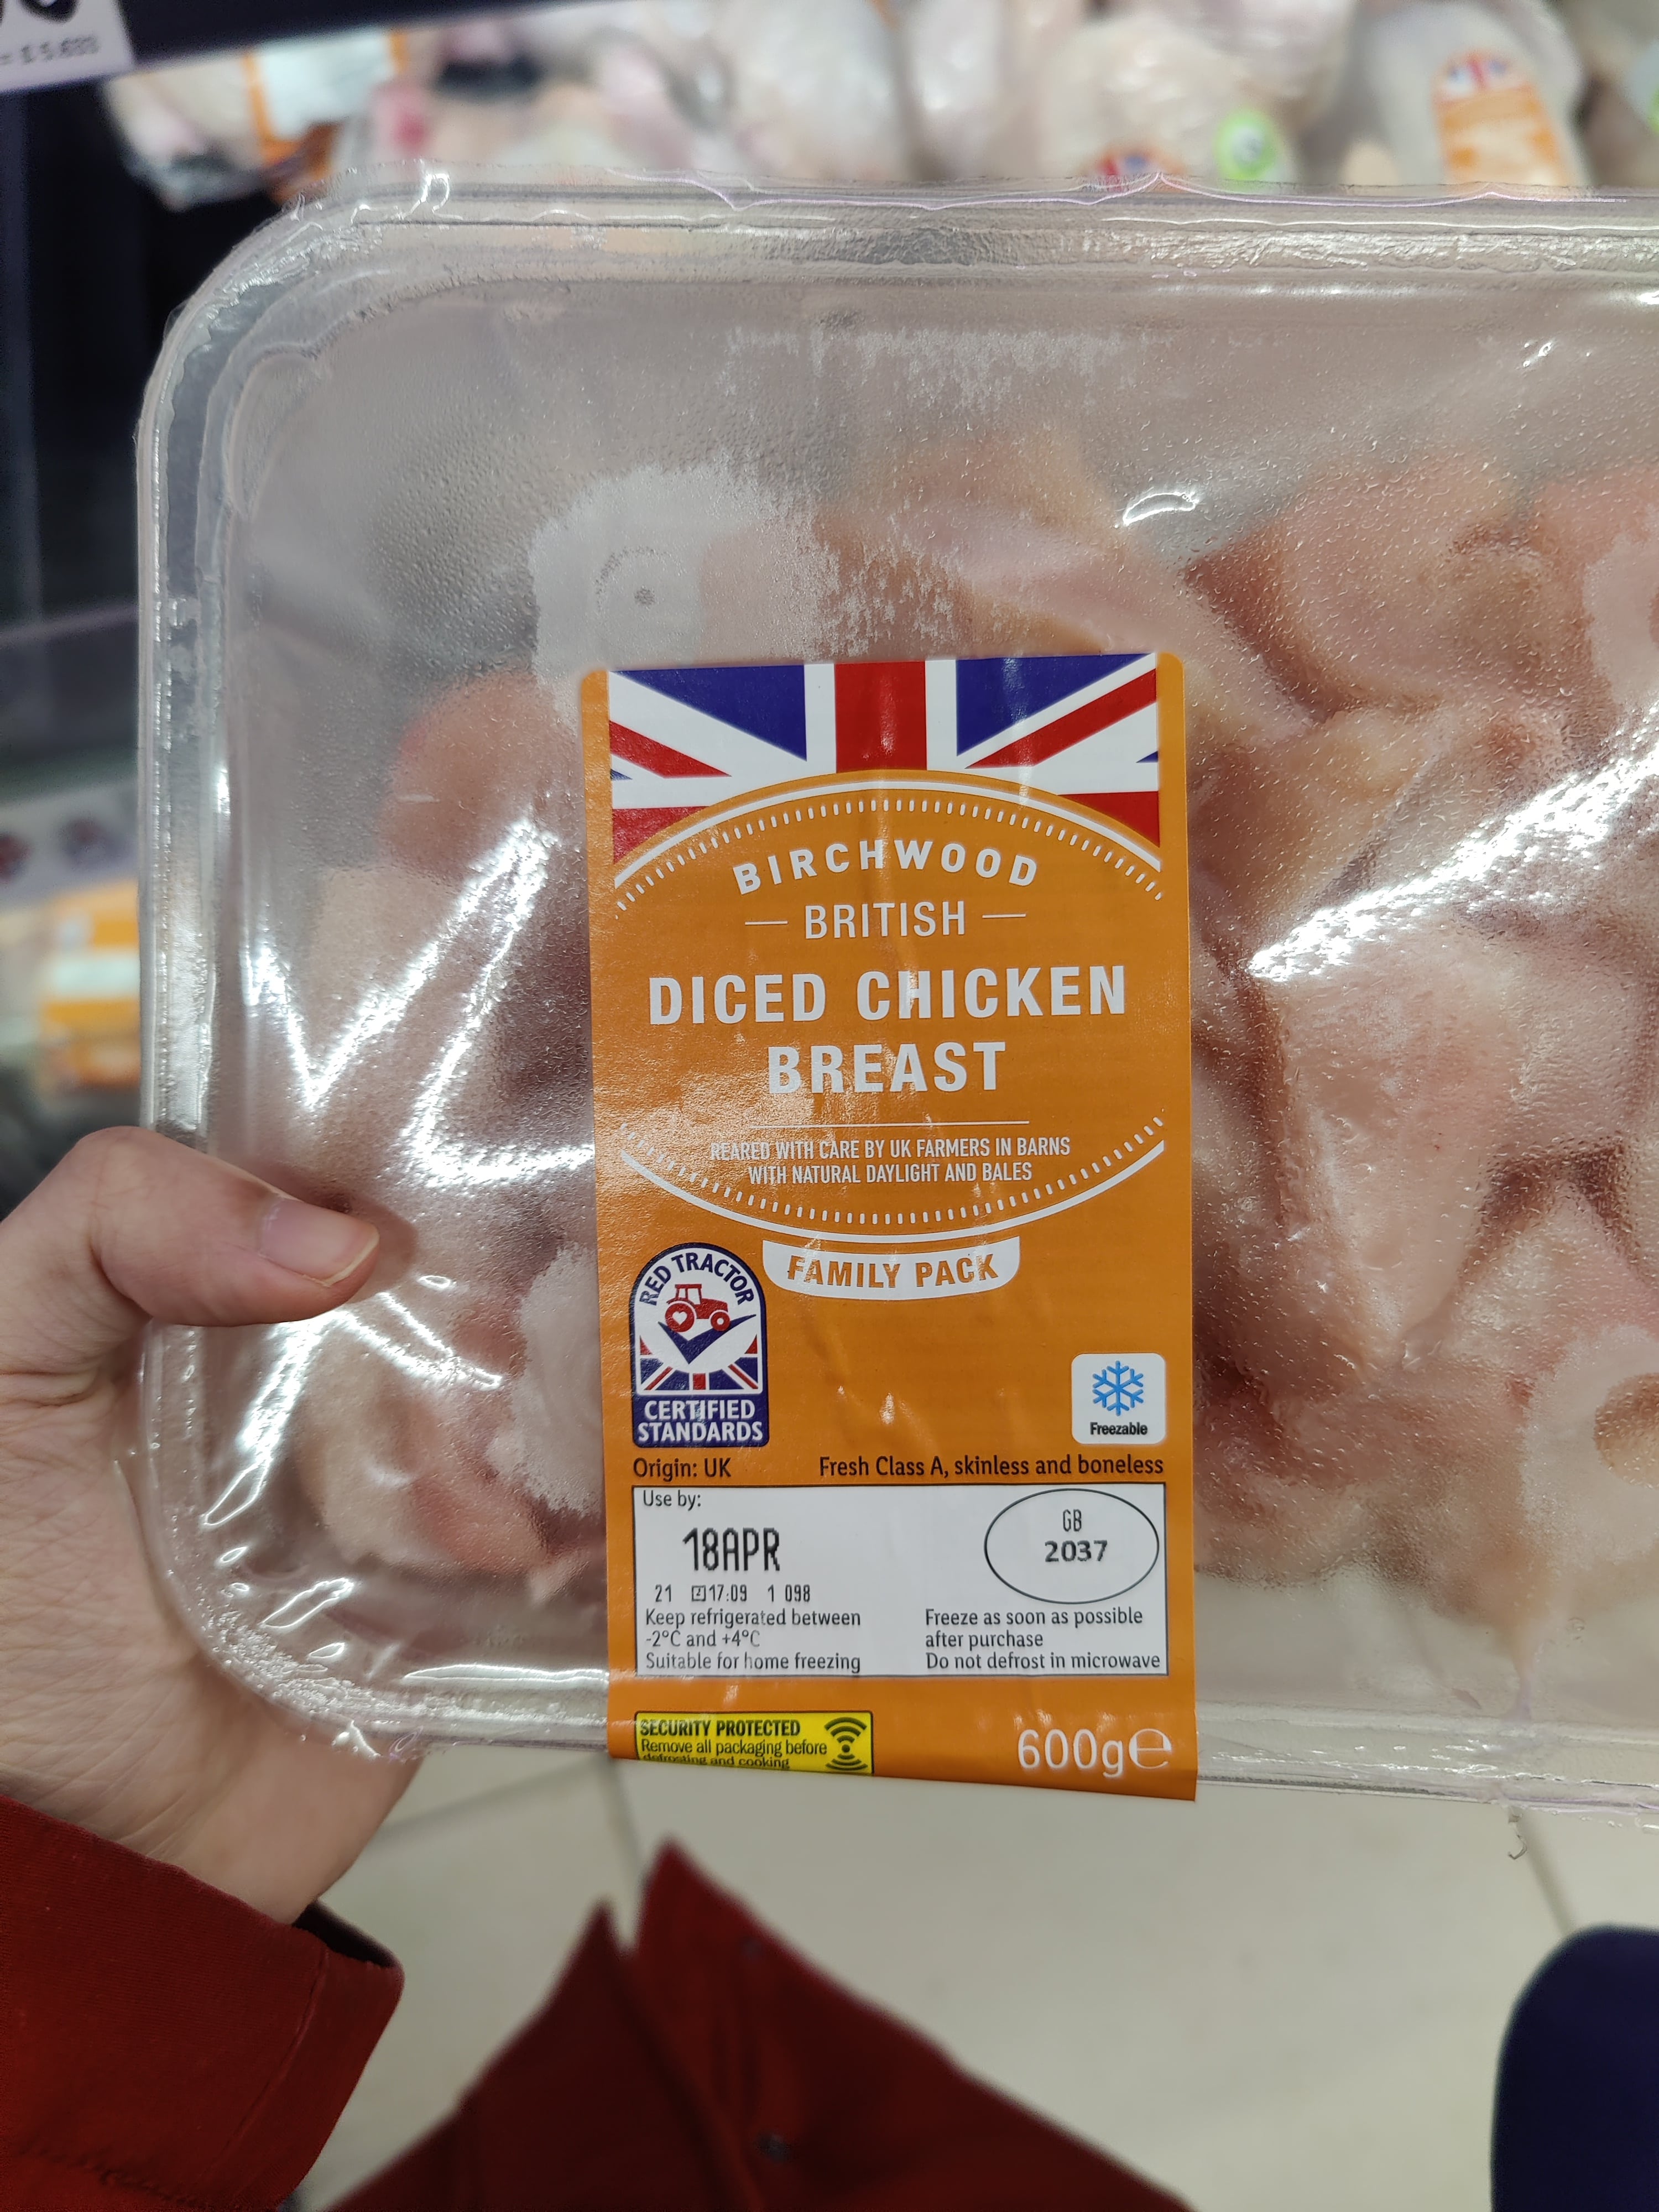 BIRCHWOOD
BRITISH
DICED CHICKEN
BREAST
REARED WITH CARE BY UK FARMERS IN BARNS
WITH NATURAL DAYLIGHT AND BALES
FAMILY PACK
RED TRACTOR
CERTIFIED
STANDARDS
Freezable
Origin: UK
Fresh Class A, skinless and boneless
Use by:
18APR
21 17:09 1 098
GB
2037
Keep refrigerated between
-2°C and +4°C
Suitable for home freezing
Freeze as soon as possible
after purchase
Do not defrost in microwave
SECURITY PROTECTED
Remove all packaging before
defrosting and cooking
600g℮